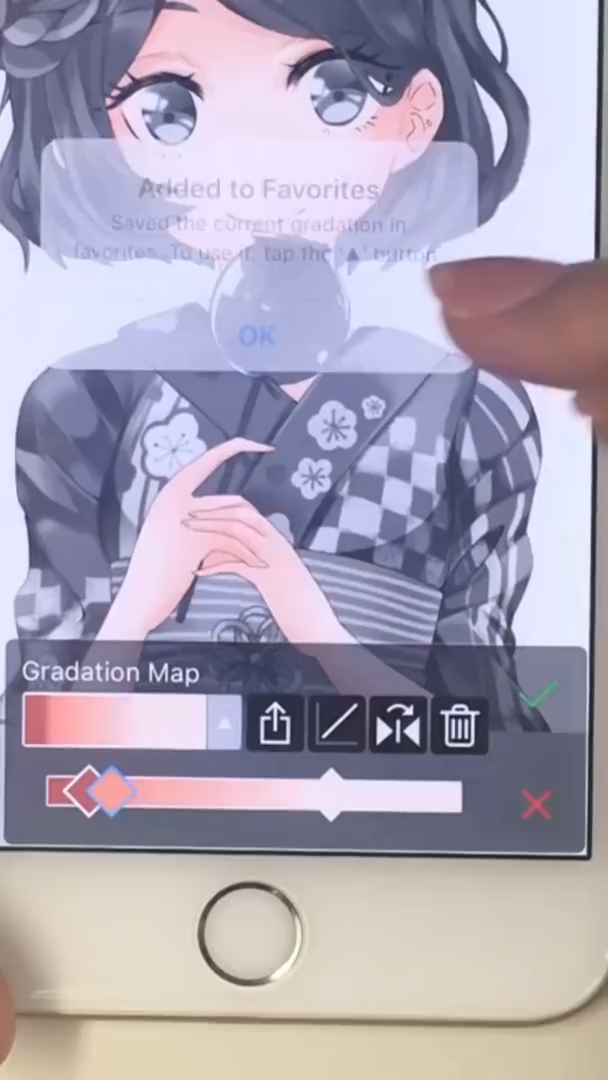 Added to Favorites
Saved the current gradation in
favorites. To use it, tap the '▲' button
OK
Gradation Map